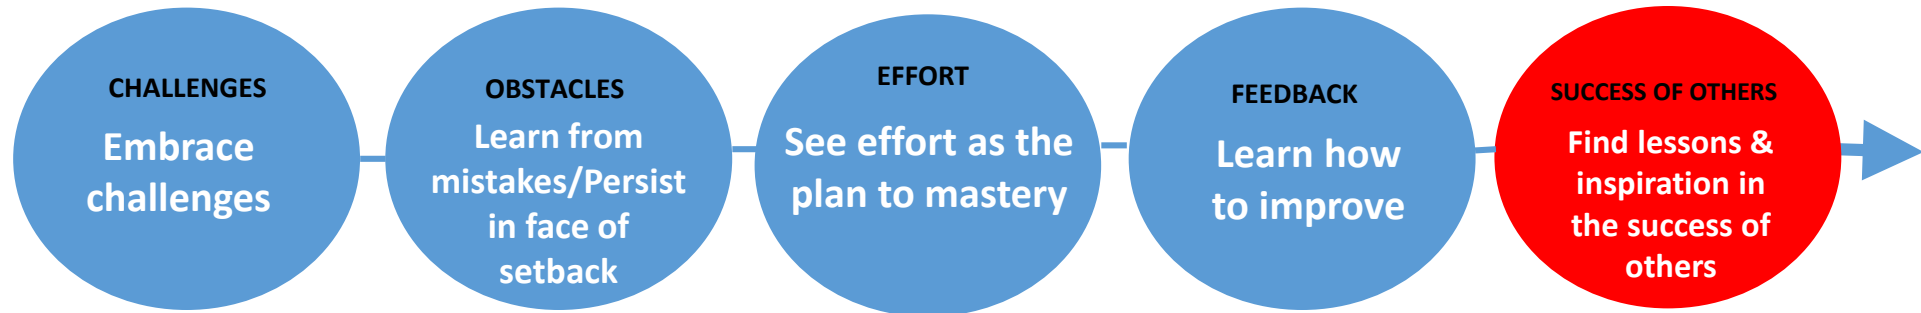 CHALLENGES
Embrace
challenges
OBSTACLES
Learn from
mistakes/Persist
in face of
setback
EFFORT
See effort as the
plan to mastery
FEEDBACK
Learn how
to improve
SUCCESS OF OTHERS
Find lessons &
inspiration in
the success of
others